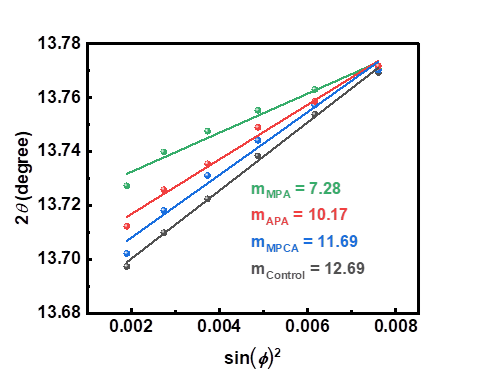 13.78
13.76
13.74
13.72
13.70
13.68
2θ (degree)
m_MPA = 7.28
m_APA = 10.17
m_MPCA = 11.69
m_Control = 12.69
0.002 0.004 0.006 0.008
sin(ϕ)²